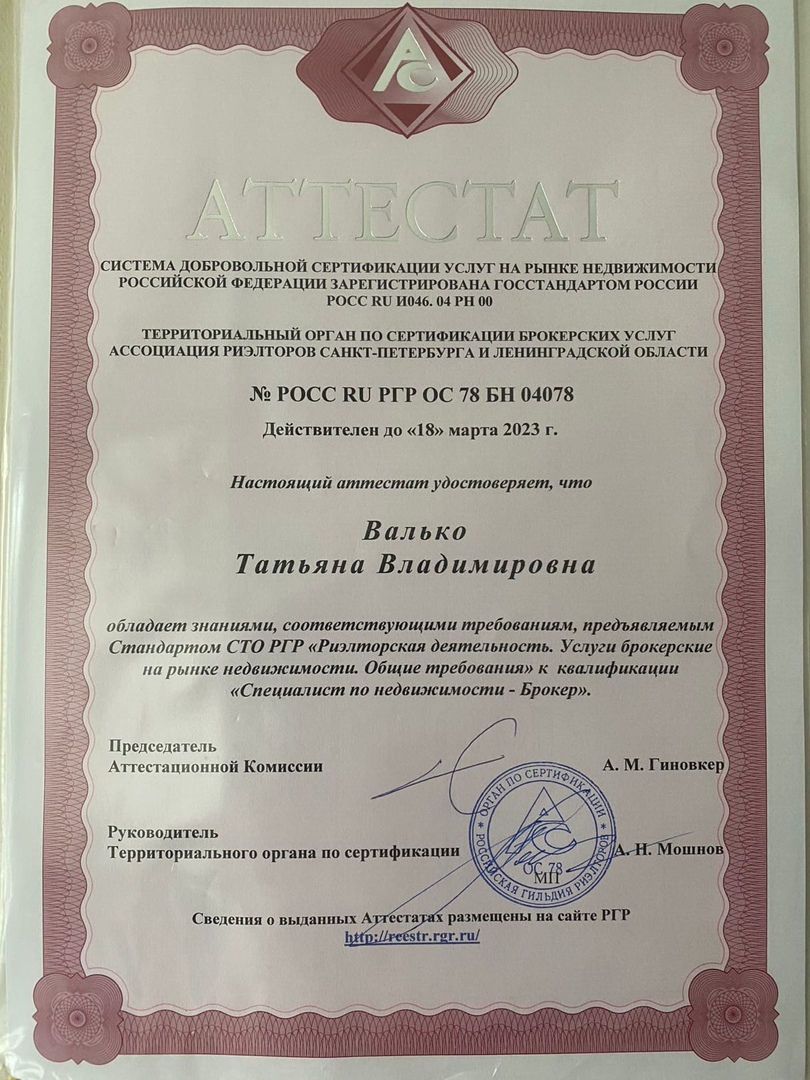 АС
АТТЕСТАТ
СИСТЕМА ДОБРОВОЛЬНОЙ СЕРТИФИКАЦИИ УСЛУГ НА РЫНКЕ НЕДВИЖИМОСТИ
РОССИЙСКОЙ ФЕДЕРАЦИИ ЗАРЕГИСТРИРОВАНА ГОССТАНДАРТОМ РОССИИ
РОСС RU И046. 04 РН 00
ТЕРРИТОРИАЛЬНЫЙ ОРГАН ПО СЕРТИФИКАЦИИ БРОКЕРСКИХ УСЛУГ
АССОЦИАЦИЯ РИЭЛТОРОВ САНКТ-ПЕТЕРБУРГА И ЛЕНИНГРАДСКОЙ ОБЛАСТИ
№ РОСС RU РГР ОС 78 БН 04078
Действителен до «18» марта 2023 г.
Настоящий аттестат удостоверяет, что
Валько
Татьяна Владимировна
обладает знаниями, соответствующими требованиям, предъявляемым
Стандартом СТО РГР «Риэлторская деятельность. Услуги брокерские
на рынке недвижимости. Общие требования» к квалификации
«Специалист по недвижимости - Брокер».
Председатель
Аттестационной Комиссии
А. М. Гиновкер
Руководитель
Территориального органа по сертификации
А. Н. Мошнов
ОРГАН ПО СЕРТИФИКАЦИИ
РОССИЙСКАЯ ГИЛЬДИЯ РИЭЛТОРОВ
ОС 78
МП
Сведения о выданных Аттестатах размещены на сайте РГР
http://reestr.rgr.ru/